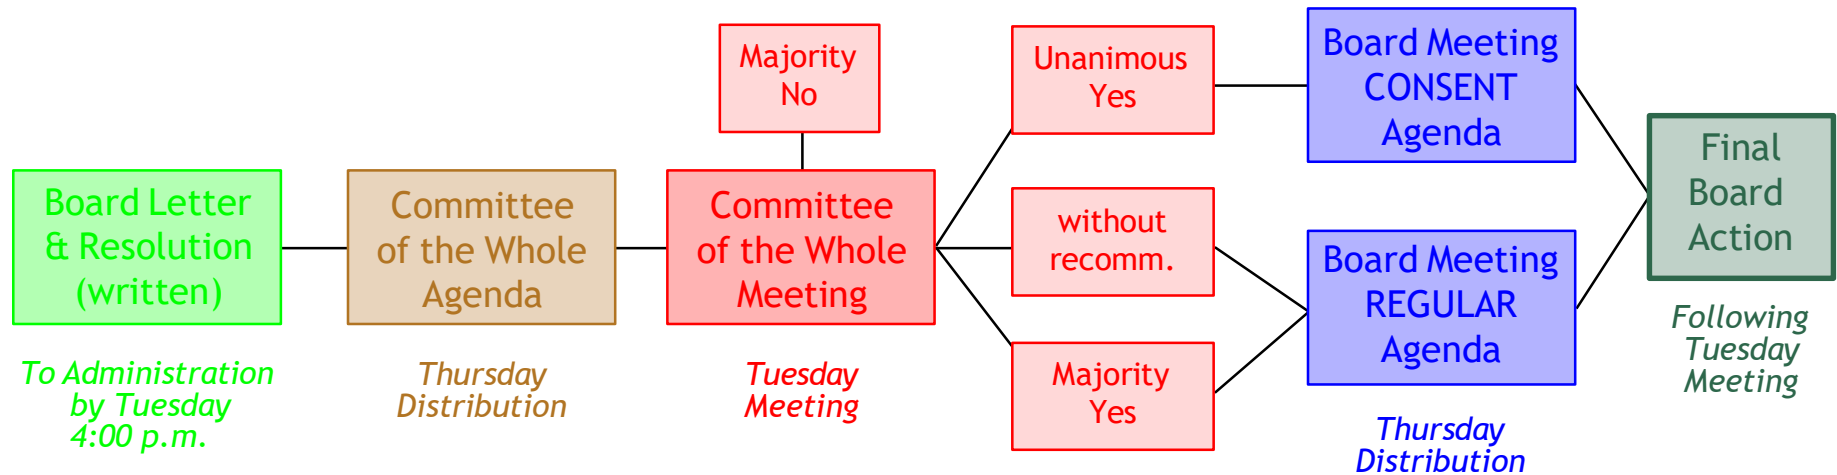 Board Letter
& Resolution
(written)
To Administration
by Tuesday
4:00 p.m.
Committee
of the Whole
Agenda
Thursday
Distribution
Majority
No
Committee
of the Whole
Meeting
Tuesday
Meeting
Unanimous
Yes
without
recomm.
Majority
Yes
Board Meeting
CONSENT
Agenda
Board Meeting
REGULAR
Agenda
Thursday
Distribution
Final
Board
Action
Following
Tuesday
Meeting